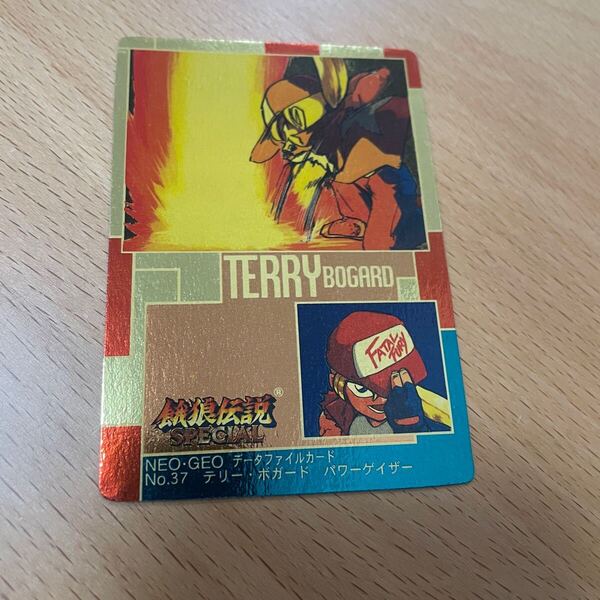 TERRY BOGARD
FATAL
FURY
餓狼伝説®
SPECIAL
NEO・GEO データファイルカード
No.37 テリー・ボガード パワーゲイザー